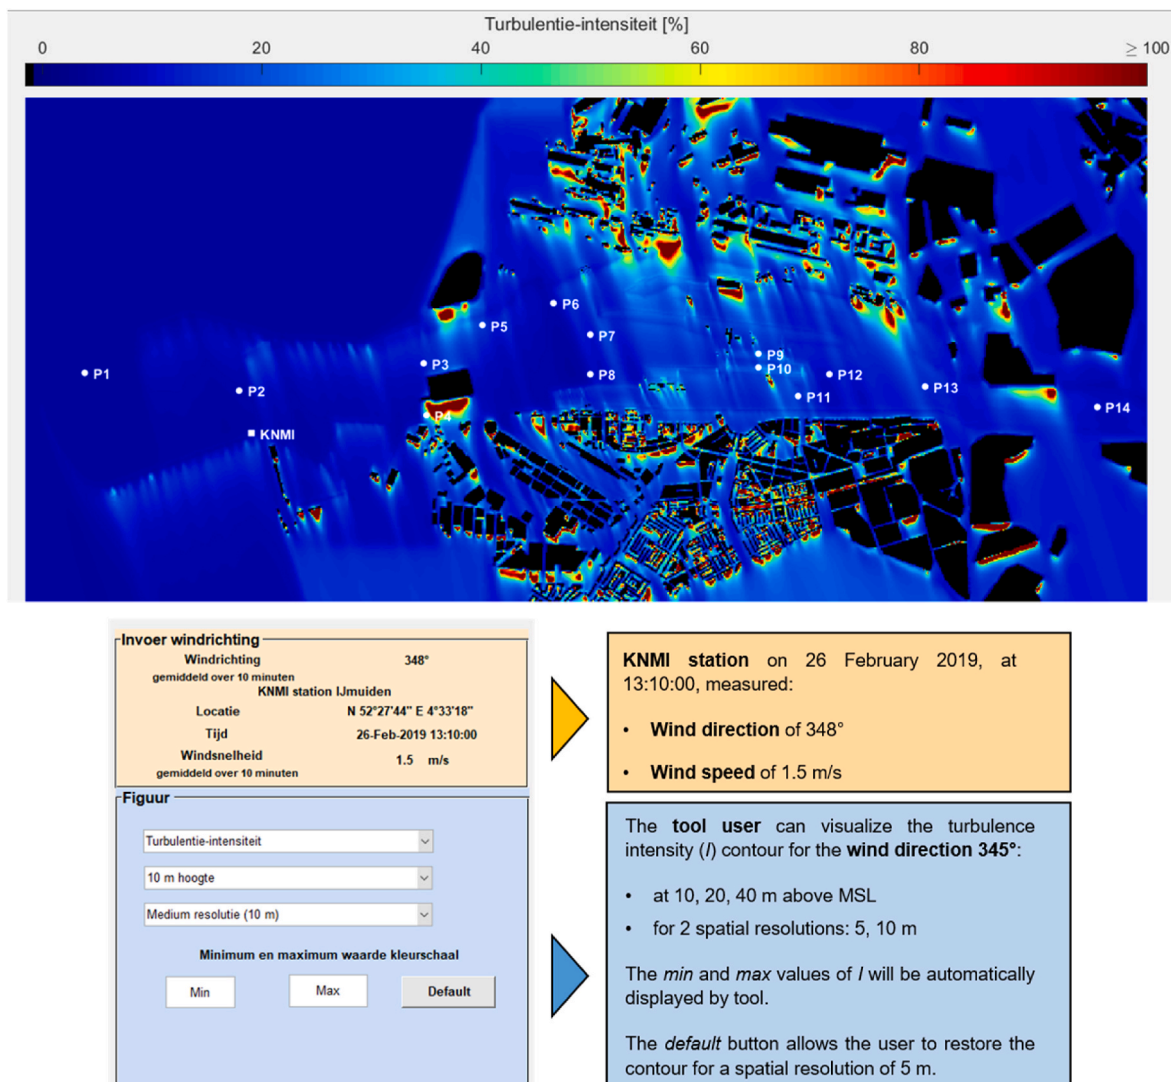 Turbulentie-intensiteit [%]
0 20 40 60 80 ≥ 100
P6
P5
P7
P9
P3
P10
P1
P8
P12
P2
P13
P11
P14
P4
KNMI
Invoer windrichting
Windrichting 348°
gemiddeld over 10 minuten
KNMI station IJmuiden
Locatie N 52°27'44" E 4°33'18"
Tijd 26-Feb-2019 13:10:00
Windsnelheid 1.5 m/s
gemiddeld over 10 minuten
Figuur
Turbulentie-intensiteit
10 m hoogte
Medium resolutie (10 m)
Minimum en maximum waarde kleurschaal
Min Max Default
KNMI station on 26 February 2019, at
13:10:00, measured:
• Wind direction of 348°
• Wind speed of 1.5 m/s
The tool user can visualize the turbulence
intensity (I) contour for the wind direction 345°:
• at 10, 20, 40 m above MSL
• for 2 spatial resolutions: 5, 10 m
The min and max values of I will be automatically
displayed by tool.
The default button allows the user to restore the
contour for a spatial resolution of 5 m.